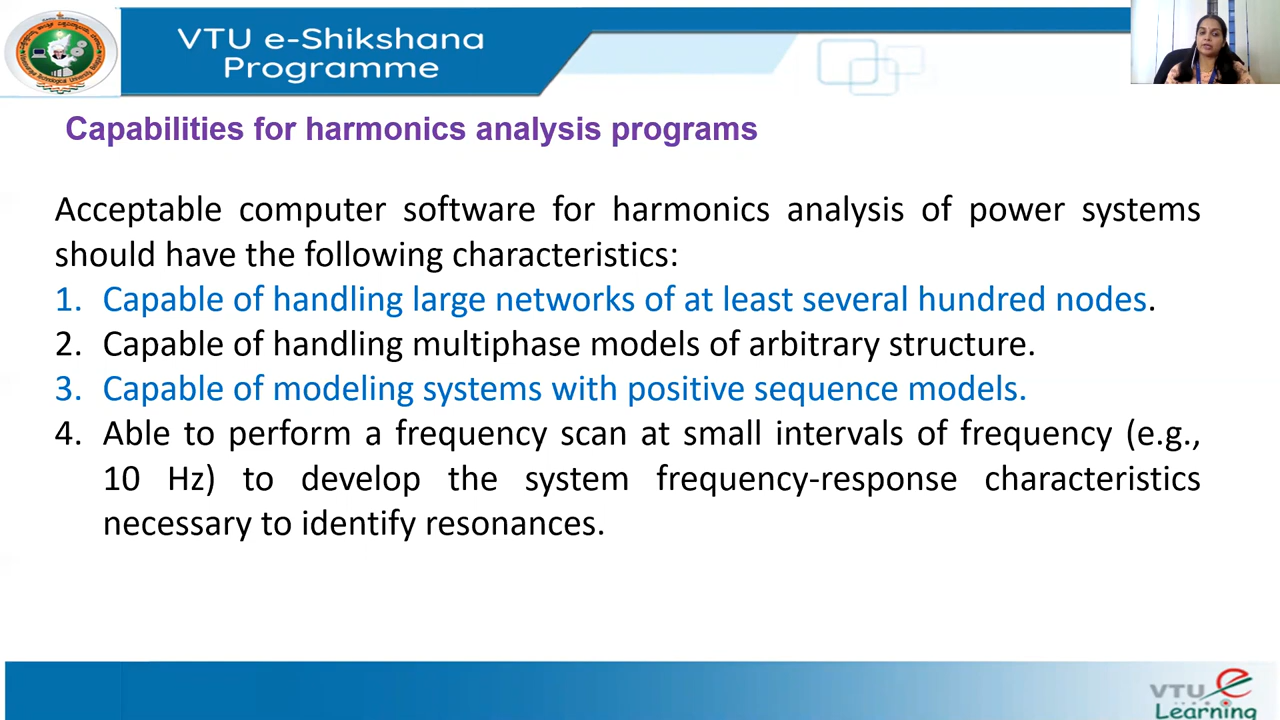 VTU e-Shikshana
Programme
Capabilities for harmonics analysis programs
Acceptable computer software for harmonics analysis of power systems
should have the following characteristics:
1. Capable of handling large networks of at least several hundred nodes.
2. Capable of handling multiphase models of arbitrary structure.
3. Capable of modeling systems with positive sequence models.
4. Able to perform a frequency scan at small intervals of frequency (e.g.,
10 Hz) to develop the system frequency-response characteristics
necessary to identify resonances.
VTU e
Learning